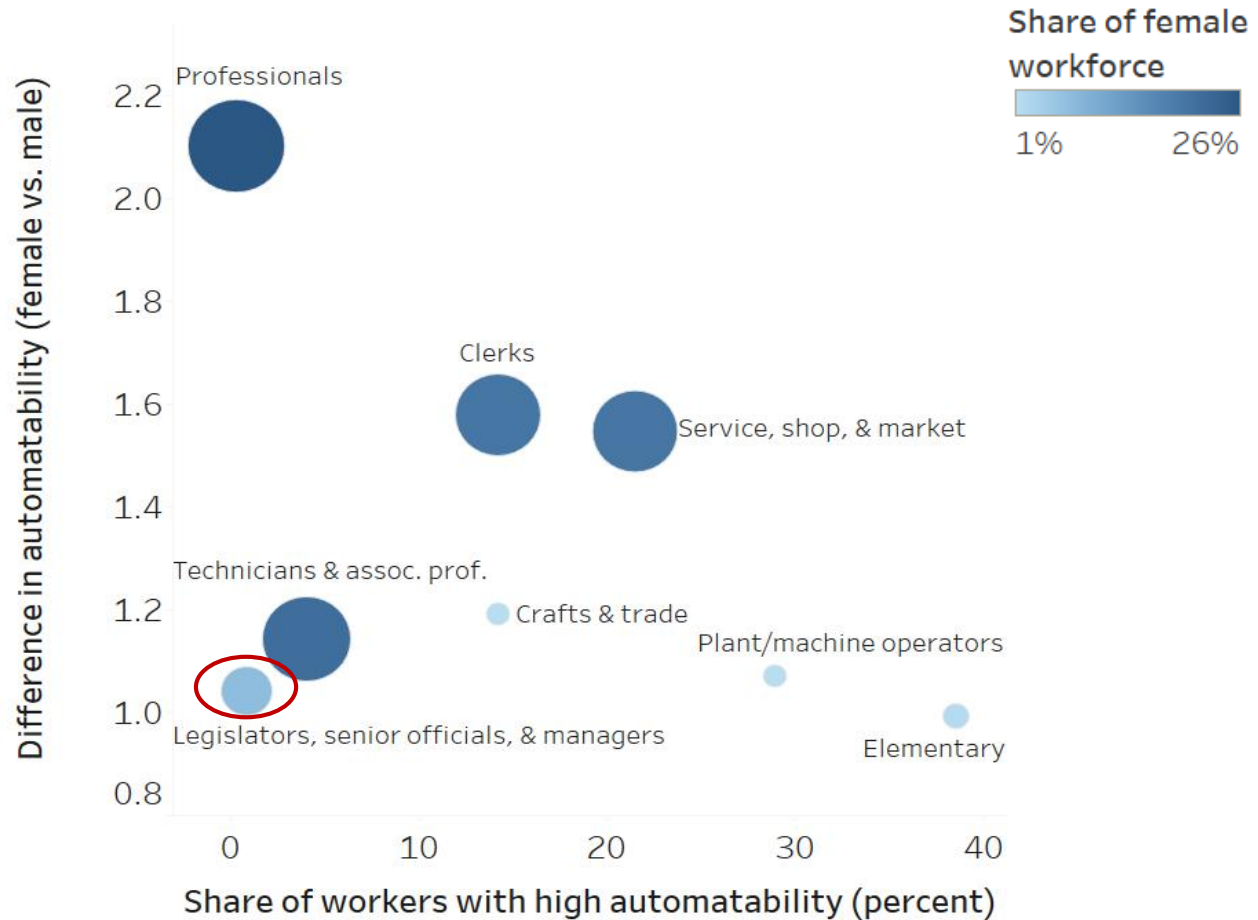 Share of female
workforce
1%
26%
Difference in automatability (female vs. male)
2.2
2.0
1.8
1.6
1.4
1.2
1.0
0.8
Professionals
Clerks
Service, shop, & market
Technicians & assoc. prof.
Crafts & trade
Plant/machine operators
Legislators, senior officials, & managers
Elementary
0
10
20
30
40
Share of workers with high automatability (percent)